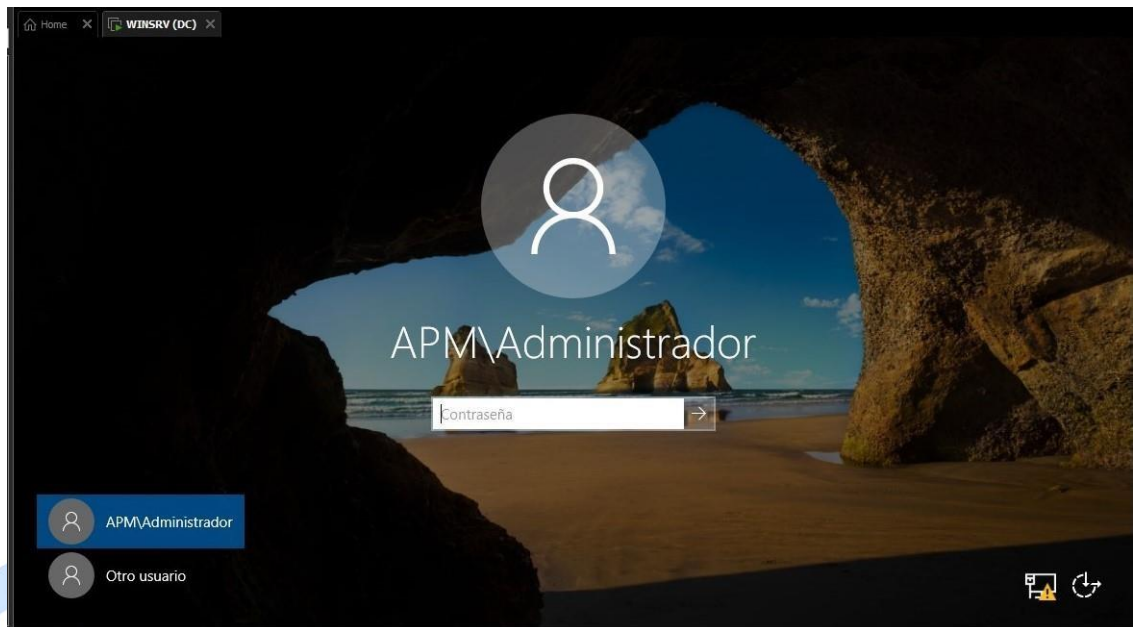 Home
WINSRV (DC)
APM\Administrador
Contraseña
APM\Administrador
Otro usuario